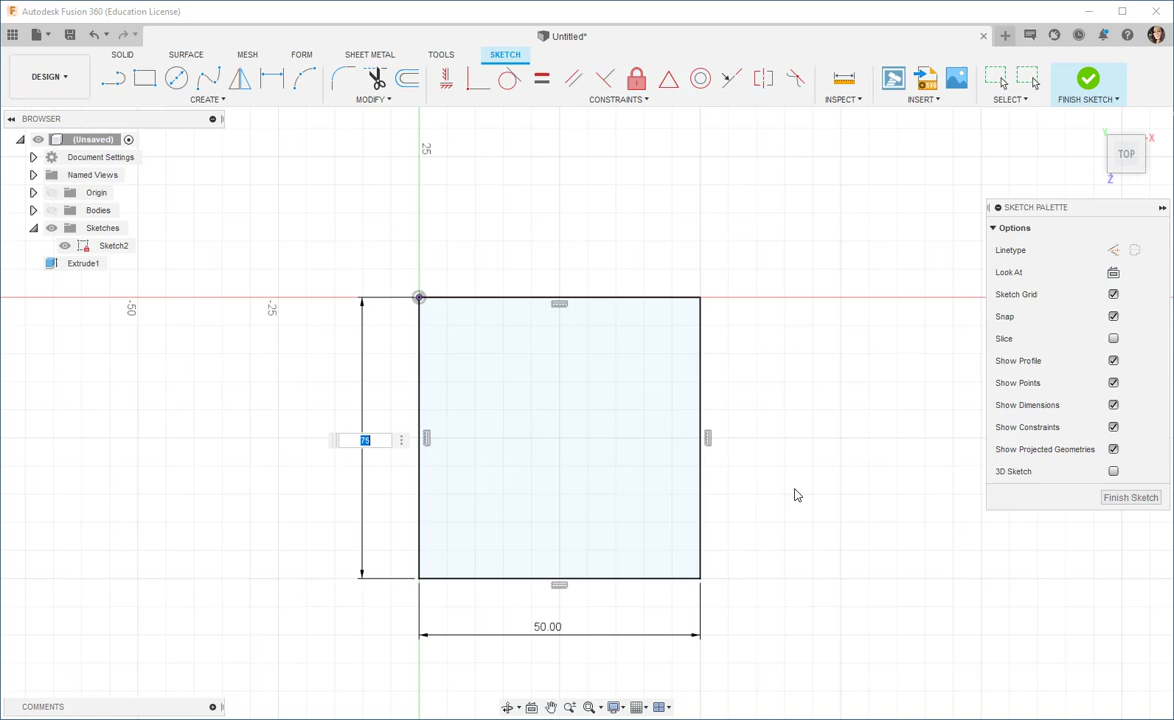 Autodesk Fusion 360 (Education License)
Untitled*
SOLID SURFACE MESH FORM SHEET METAL TOOLS SKETCH
DESIGN
CREATE MODIFY CONSTRAINTS INSPECT INSERT SELECT FINISH SKETCH
BROWSER
(Unsaved)
Document Settings
Named Views
Origin
Bodies
Sketches
Sketch2
Extrude1
25
-50
-25
75
50.00
Y
X
TOP
Z
SKETCH PALETTE
Options
Linetype
Look At
Sketch Grid
Snap
Slice
Show Profile
Show Points
Show Dimensions
Show Constraints
Show Projected Geometries
3D Sketch
Finish Sketch
COMMENTS